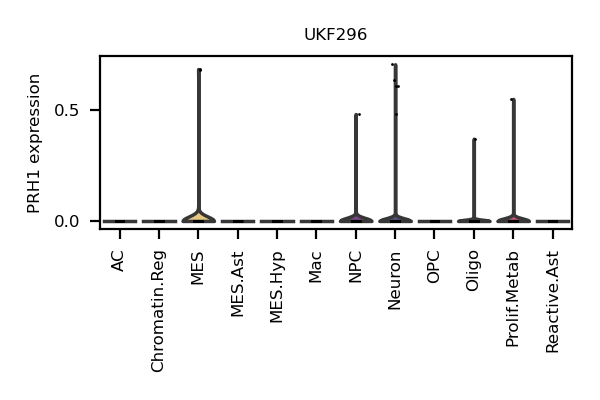 UKF296
PRH1 expression
0.5
0.0
AC
Chromatin.Reg
MES
MES.Ast
MES.Hyp
Mac
NPC
Neuron
OPC
Oligo
Prolif.Metab
Reactive.Ast